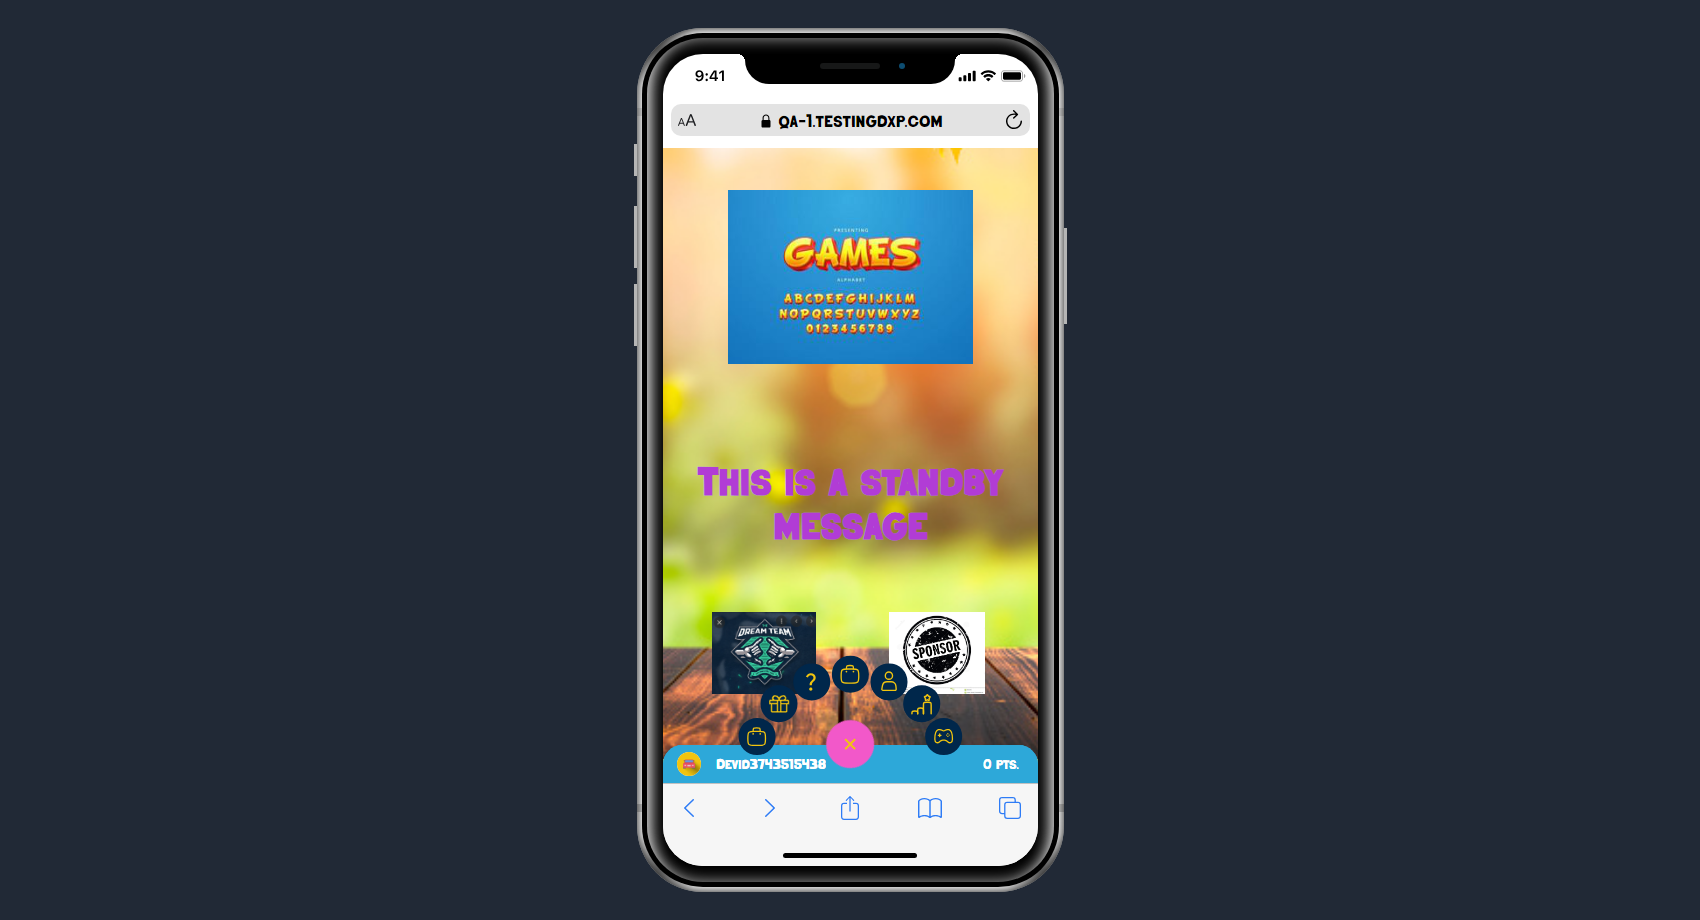 9:41
AA
QA-1.TESTINGDXP.COM
PRESENTING
GAMES
ALPHABET
ABCDEFGHIJKLM
NOPQRSTUVWXYZ
0123456789
THIS IS A STANDBY
MESSAGE
DREAM TEAM
SPONSOR
?
DEVID3743515438
0 PTS.